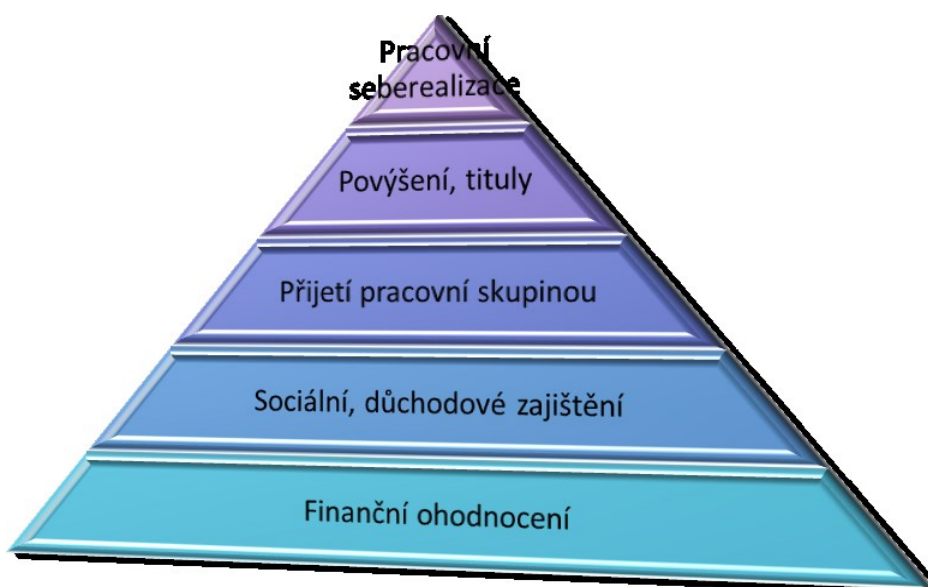 Pracovní
seberealizace
Povýšení, tituly
Přijetí pracovní skupinou
Sociální, důchodové zajištění
Finanční ohodnocení